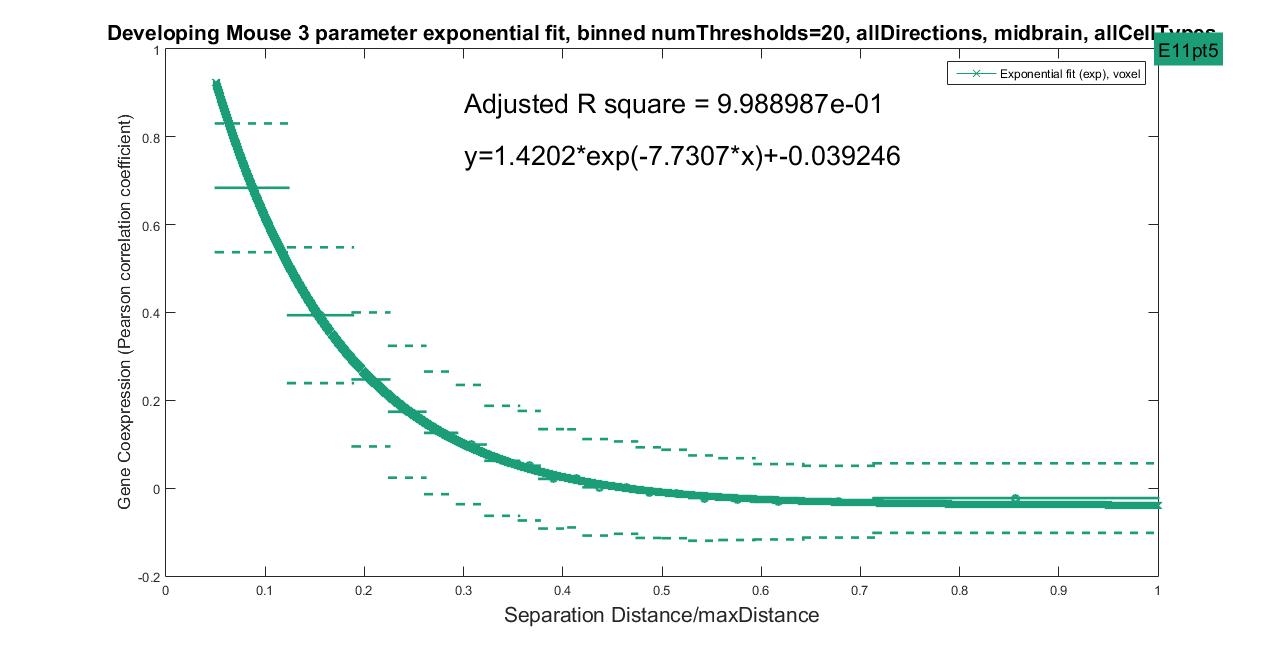 Developing Mouse 3 parameter exponential fit, binned numThresholds=20, allDirections, midbrain, allCellTypes
E11pt5
Exponential fit (exp), voxel
Adjusted R square = 9.988987e-01
y=1.4202*exp(-7.7307*x)+-0.039246
Gene Coexpression (Pearson correlation coefficient)
1
0.8
0.6
0.4
0.2
0
-0.2
0 0.1 0.2 0.3 0.4 0.5 0.6 0.7 0.8 0.9 1
Separation Distance/maxDistance